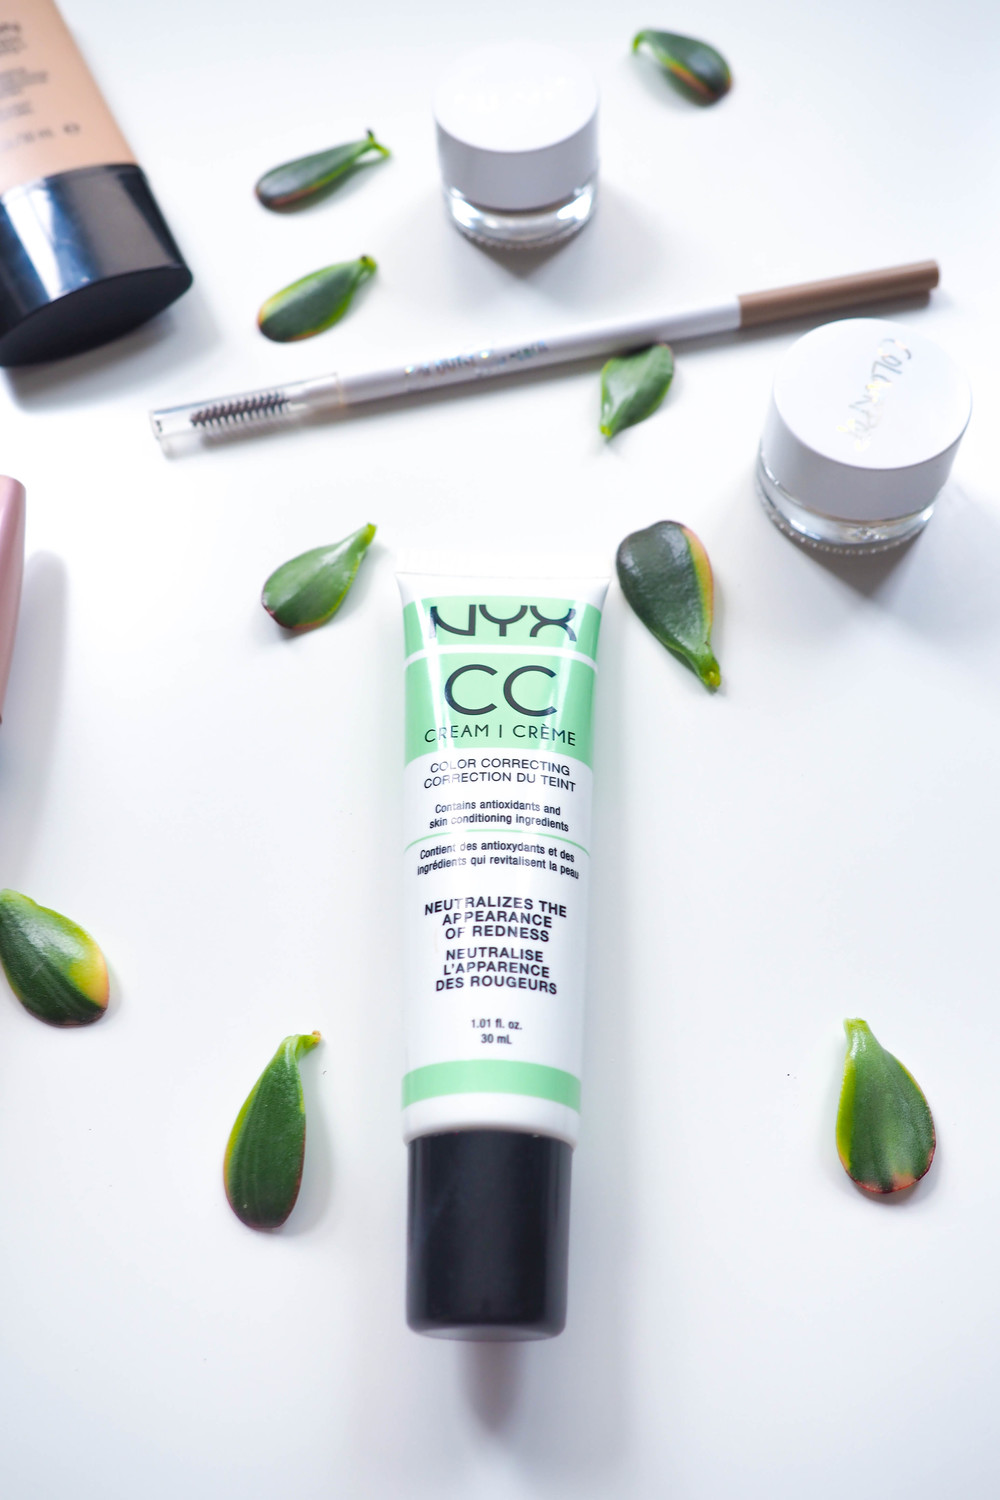 COLOURPOP
NYX
CC
CREAM | CRÈME
COLOR CORRECTING
CORRECTION DU TEINT
Contains antioxidants and
skin conditioning ingredients
Contient des antioxydants et des
ingrédients qui revitalisent la peau
NEUTRALIZES THE
APPEARANCE
OF REDNESS
NEUTRALISE
L'APPARENCE
DES ROUGEURS
1.01 fl. oz.
30 mL